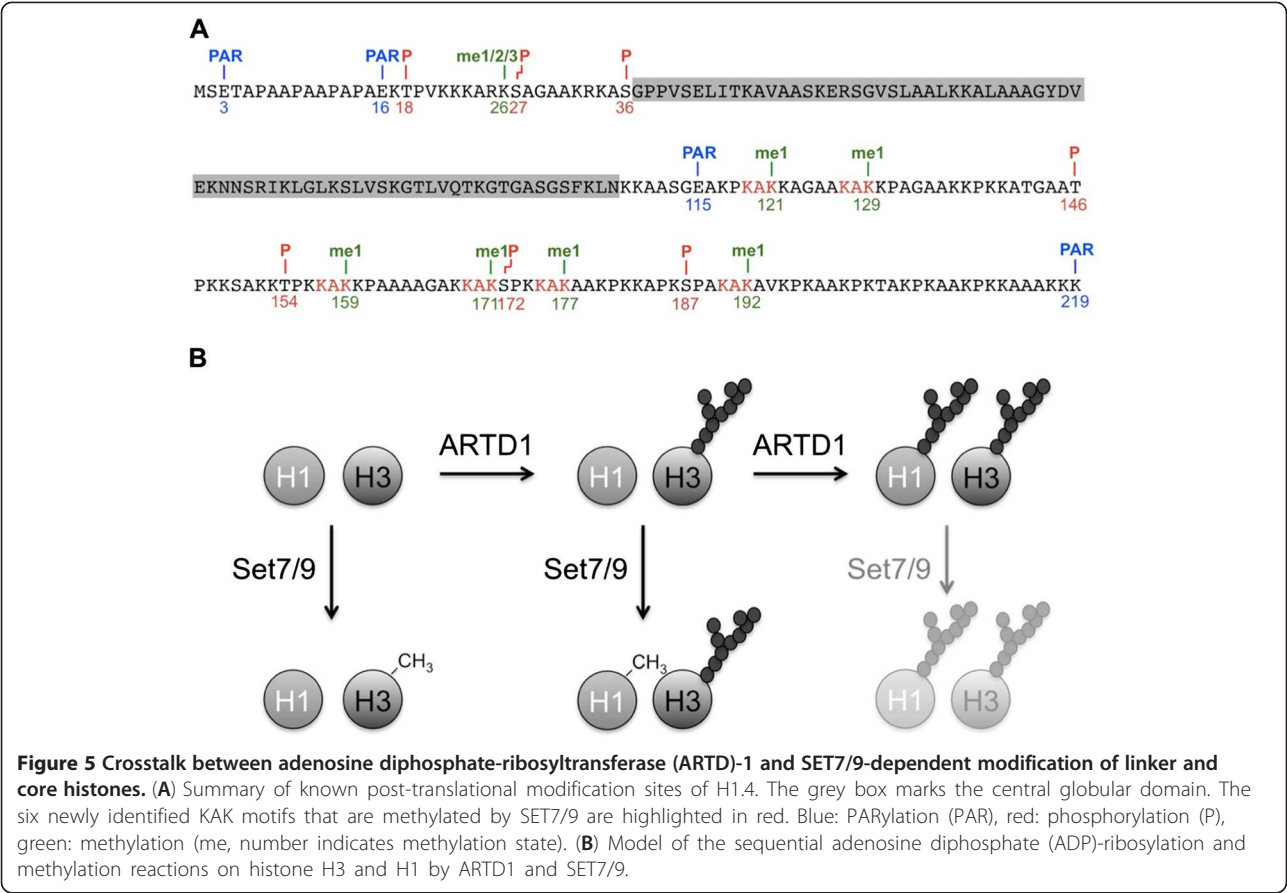 A
PAR PAR P me1/2/3 P P
MSETAPAAPAAPAPAEKTPVKKKARKSAGAAKRKASGPPVSELITKAVAASKERSGVSLAALKKALAAAGYDV
3 16 18 26 27 36
PAR me1 me1 P
EKNNSRIKLGLKSLVSKGTLVQTKGTGASGSFKLNKKAASGEAKPKAKKAGAAKAKKPAGAAKKPKKATGAAT
115 121 129 146
P me1 me1 P me1 P me1 PAR
PKKSAKKTPKKAKKPAAAAGAKKAKSPKKAKAAKPKKAPKSPAKAKAVKPKAAKPKTAKPKAAKPKKAAAKKK
154 159 171 172 177 187 192 219
B
H1 H3 ARTD1 H1 H3 ARTD1 H1 H3
Set7/9 Set7/9 Set7/9
H1 H3 CH3 H1 CH3 H3 H1 H3
Figure 5 Crosstalk between adenosine diphosphate-ribosyltransferase (ARTD)-1 and SET7/9-dependent modification of linker and
core histones. (A) Summary of known post-translational modification sites of H1.4. The grey box marks the central globular domain. The
six newly identified KAK motifs that are methylated by SET7/9 are highlighted in red. Blue: PARylation (PAR), red: phosphorylation (P),
green: methylation (me, number indicates methylation state). (B) Model of the sequential adenosine diphosphate (ADP)-ribosylation and
methylation reactions on histone H3 and H1 by ARTD1 and SET7/9.